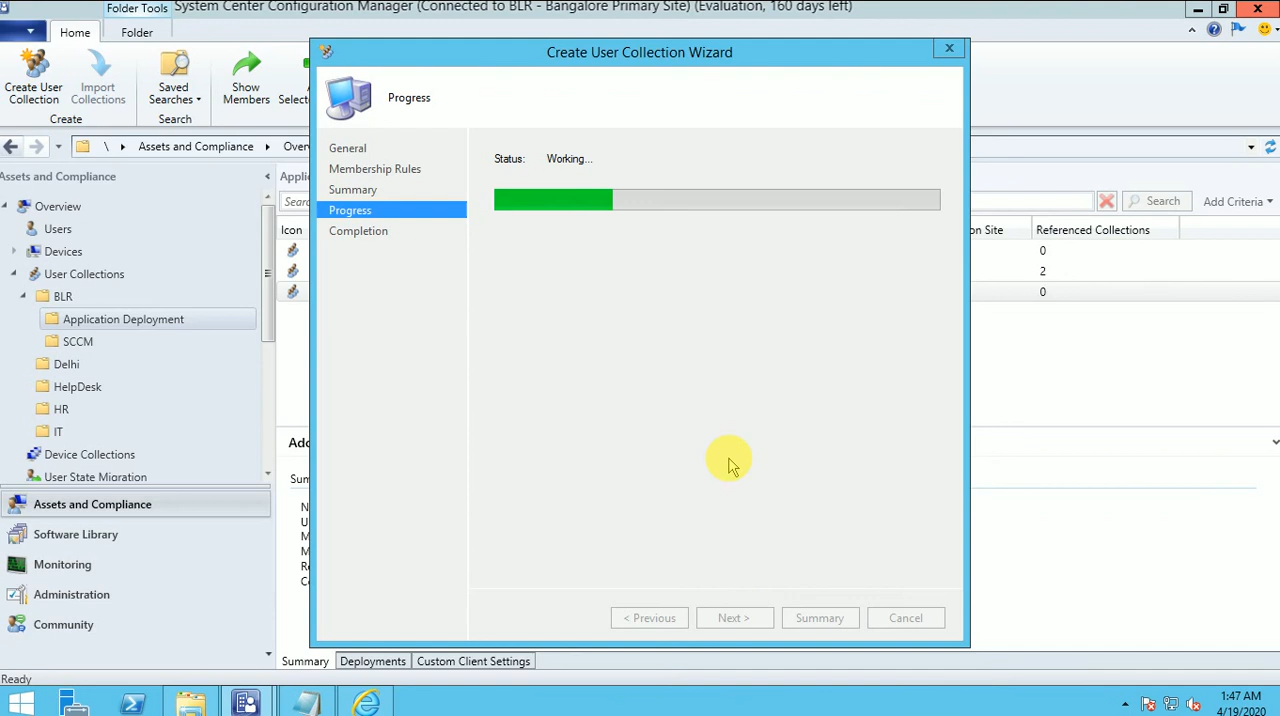 Folder Tools
System Center Configuration Manager (Connected to BLR - Bangalore Primary Site) (Evaluation, 160 days left)
Home
Folder
Create User Collection
Import Collections
Saved Searches
Show Members
Create
Search
Create User Collection Wizard
Progress
\ Assets and Compliance
Assets and Compliance
Search
Add Criteria
Overview
Users
Devices
User Collections
BLR
Application Deployment
SCCM
Delhi
HelpDesk
HR
IT
Device Collections
User State Migration
Assets and Compliance
Software Library
Monitoring
Administration
Community
Icon
General
Membership Rules
Summary
Progress
Completion
Status: Working...
< Previous
Next >
Summary
Cancel
Referenced Collections
0
2
0
Summary
Deployments
Custom Client Settings
Ready
1:47 AM
4/19/2020